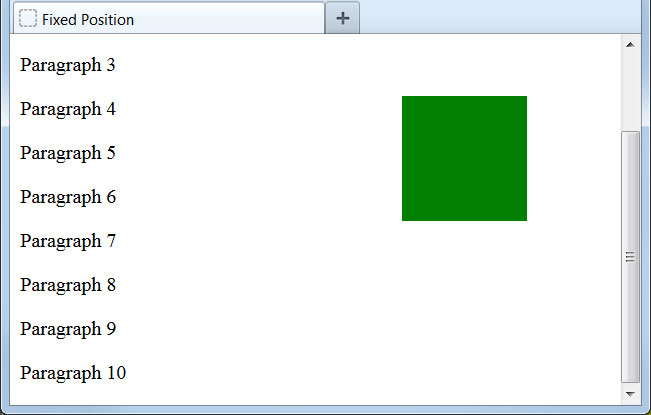 Fixed Position
Paragraph 3
Paragraph 4
Paragraph 5
Paragraph 6
Paragraph 7
Paragraph 8
Paragraph 9
Paragraph 10